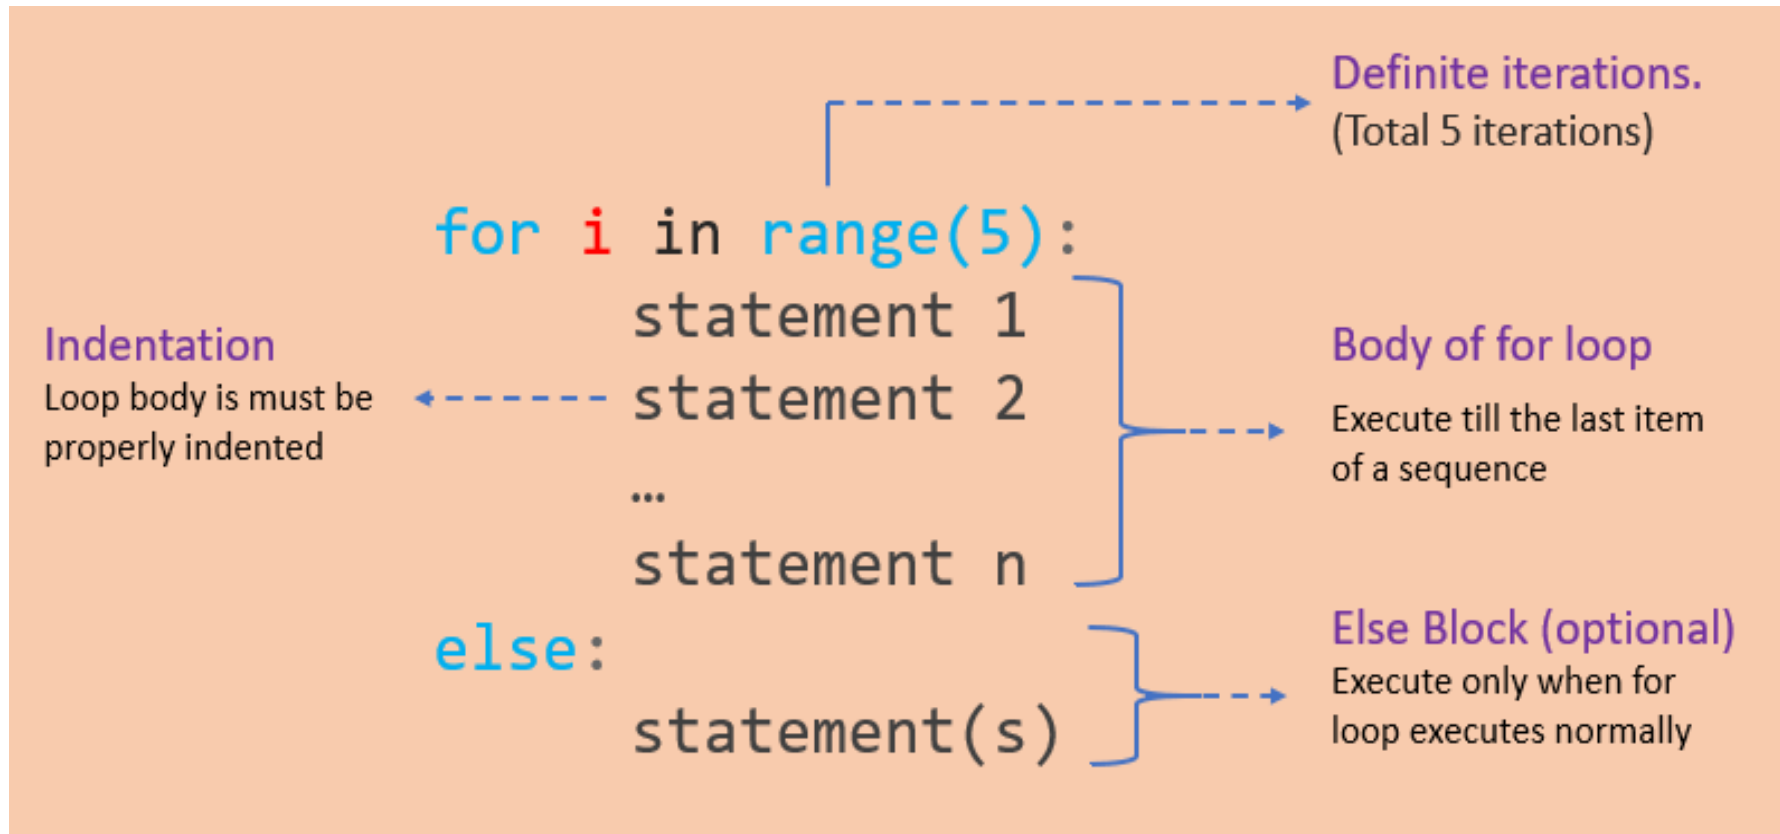 Definite iterations.
(Total 5 iterations)
for i in range(5):
statement 1
statement 2
…
statement n
else:
statement(s)
Indentation
Loop body is must be
properly indented
Body of for loop
Execute till the last item
of a sequence
Else Block (optional)
Execute only when for
loop executes normally